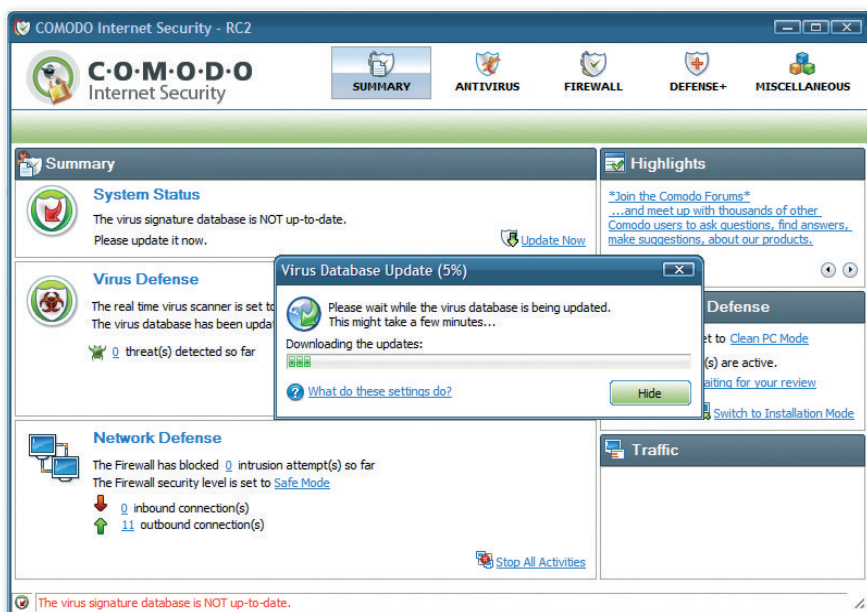 COMODO Internet Security - RC2
C·O·M·O·D·O
Internet Security
SUMMARY
ANTIVIRUS
FIREWALL
DEFENSE+
MISCELLANEOUS
Summary
System Status
The virus signature database is NOT up-to-date.
Please update it now.
Update Now
Virus Defense
The real time virus scanner is set to
The virus database has been
0 threat(s) detected so far
Network Defense
The Firewall has blocked 0 intrusion attempt(s) so far
The Firewall security level is set to Safe Mode
0 inbound connection(s)
11 outbound connection(s)
Stop All Activities
Highlights
*Join the Comodo Forums*
...and meet up with thousands of other
Comodo users to ask questions, find answers,
make suggestions, about our products.
Defense
to Clean PC Mode
(s) are active.
for your review
Switch to Installation Mode
Traffic
Virus Database Update (5%)
Please wait while the virus database is being updated.
This might take a few minutes...
Downloading the updates:
What do these settings do?
Hide
The virus signature database is NOT up-to-date.